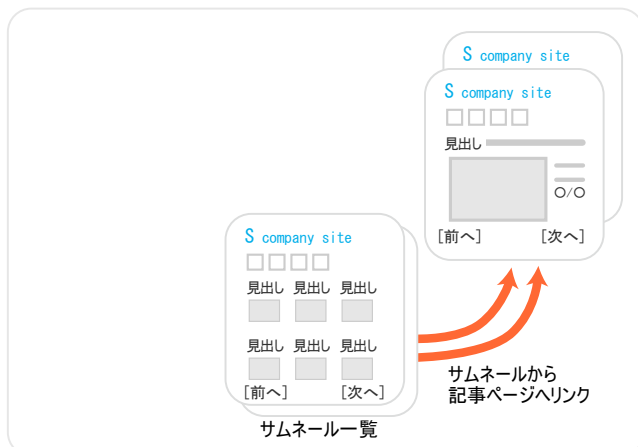 S company site
S company site
見出し
○/○
[前へ] [次へ]
S company site
見出し 見出し 見出し
見出し 見出し 見出し
[前へ] [次へ]
サムネール一覧
サムネールから
記事ページへリンク